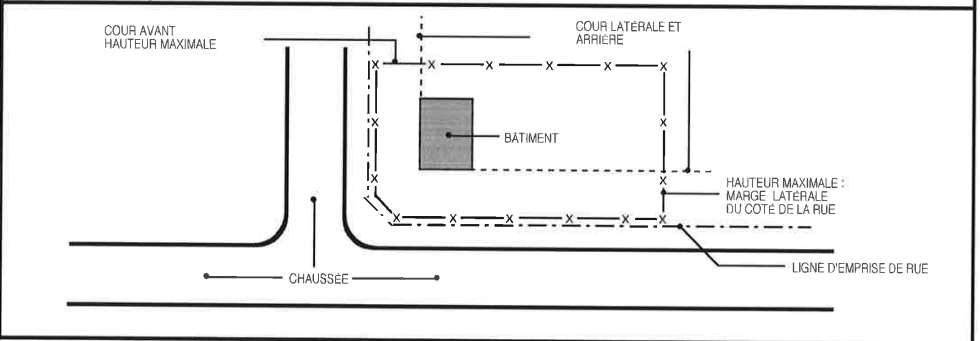 COUR AVANT
HAUTEUR MAXIMALE
COUR LATÉRALE ET
ARRIÈRE
BÂTIMENT
HAUTEUR MAXIMALE :
MARGE LATÉRALE
DU COTÉ DE LA RUE
LIGNE D'EMPRISE DE RUE
CHAUSSÉE